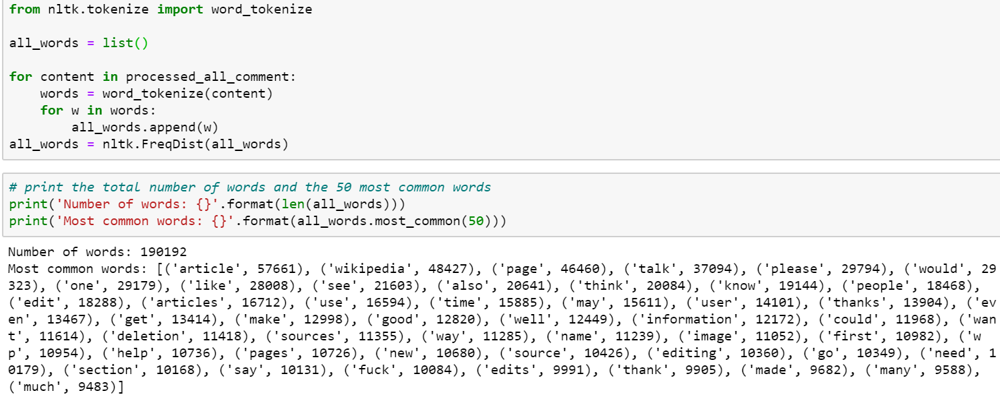 from nltk.tokenize import word_tokenize
all_words = list()
for content in processed_all_comment:
    words = word_tokenize(content)
    for w in words:
        all_words.append(w)
all_words = nltk.FreqDist(all_words)
# print the total number of words and the 50 most common words
print('Number of words: {}'.format(len(all_words)))
print('Most common words: {}'.format(all_words.most_common(50)))
Number of words: 190192
Most common words: [('article', 57661), ('wikipedia', 48427), ('page', 46460), ('talk', 37094), ('please', 29794), ('would', 29
323), ('one', 29179), ('like', 28008), ('see', 21603), ('also', 20641), ('think', 20084), ('know', 19144), ('people', 18468),
('edit', 18288), ('articles', 16712), ('use', 16594), ('time', 15885), ('may', 15611), ('user', 14101), ('thanks', 13904), ('ev
en', 13467), ('get', 13414), ('make', 12998), ('good', 12820), ('well', 12449), ('information', 12172), ('could', 11968), ('wan
t', 11614), ('deletion', 11418), ('sources', 11355), ('way', 11285), ('name', 11239), ('image', 11052), ('first', 10982), ('w
p', 10954), ('help', 10736), ('pages', 10726), ('new', 10680), ('source', 10426), ('editing', 10360), ('go', 10349), ('need', 1
0179), ('section', 10168), ('say', 10131), ('fuck', 10084), ('edits', 9991), ('thank', 9905), ('made', 9682), ('many', 9588),
('much', 9483)]